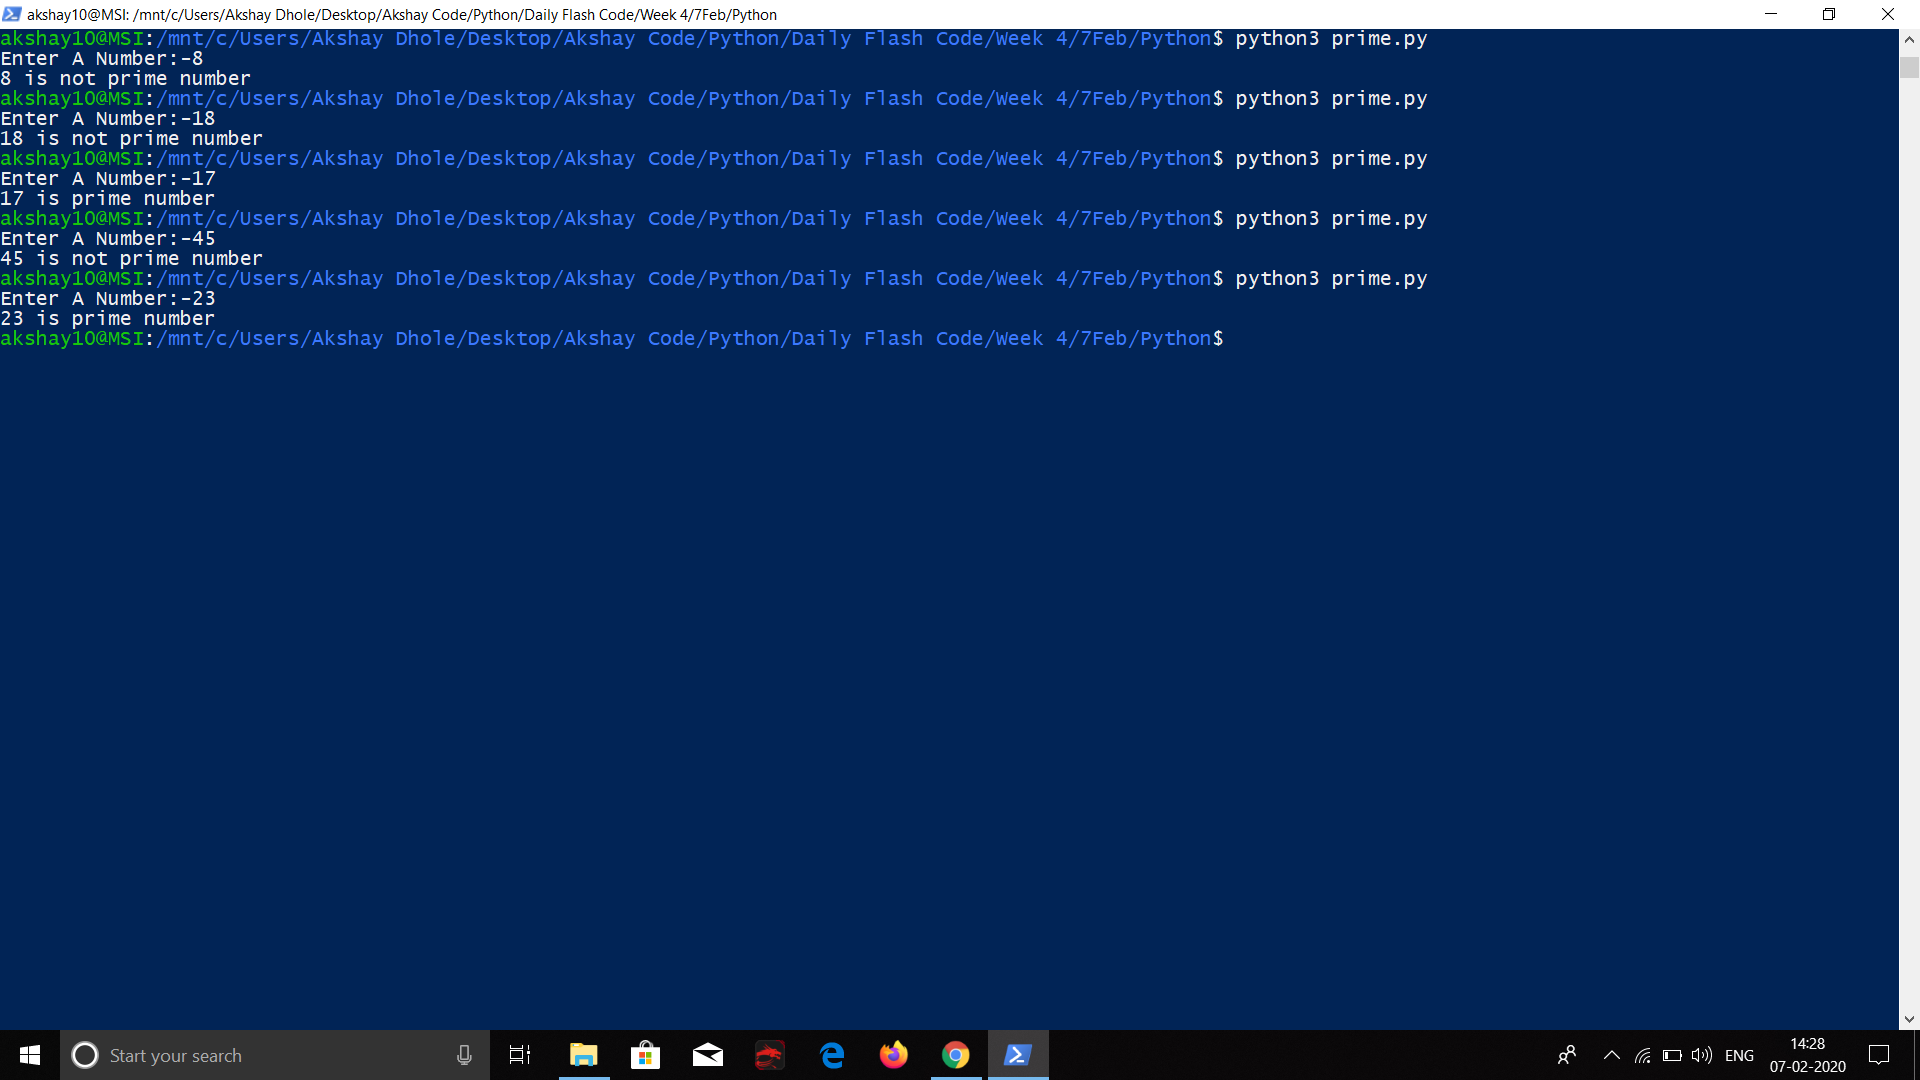 akshay10@MSI: /mnt/c/Users/Akshay Dhole/Desktop/Akshay Code/Python/Daily Flash Code/Week 4/7Feb/Python
akshay10@MSI:/mnt/c/Users/Akshay Dhole/Desktop/Akshay Code/Python/Daily Flash Code/Week 4/7Feb/Python$ python3 prime.py
Enter A Number:-8
8 is not prime number
akshay10@MSI:/mnt/c/Users/Akshay Dhole/Desktop/Akshay Code/Python/Daily Flash Code/Week 4/7Feb/Python$ python3 prime.py
Enter A Number:-18
18 is not prime number
akshay10@MSI:/mnt/c/Users/Akshay Dhole/Desktop/Akshay Code/Python/Daily Flash Code/Week 4/7Feb/Python$ python3 prime.py
Enter A Number:-17
17 is prime number
akshay10@MSI:/mnt/c/Users/Akshay Dhole/Desktop/Akshay Code/Python/Daily Flash Code/Week 4/7Feb/Python$ python3 prime.py
Enter A Number:-45
45 is not prime number
akshay10@MSI:/mnt/c/Users/Akshay Dhole/Desktop/Akshay Code/Python/Daily Flash Code/Week 4/7Feb/Python$ python3 prime.py
Enter A Number:-23
23 is prime number
akshay10@MSI:/mnt/c/Users/Akshay Dhole/Desktop/Akshay Code/Python/Daily Flash Code/Week 4/7Feb/Python$
Start your search
ENG
14:28
07-02-2020